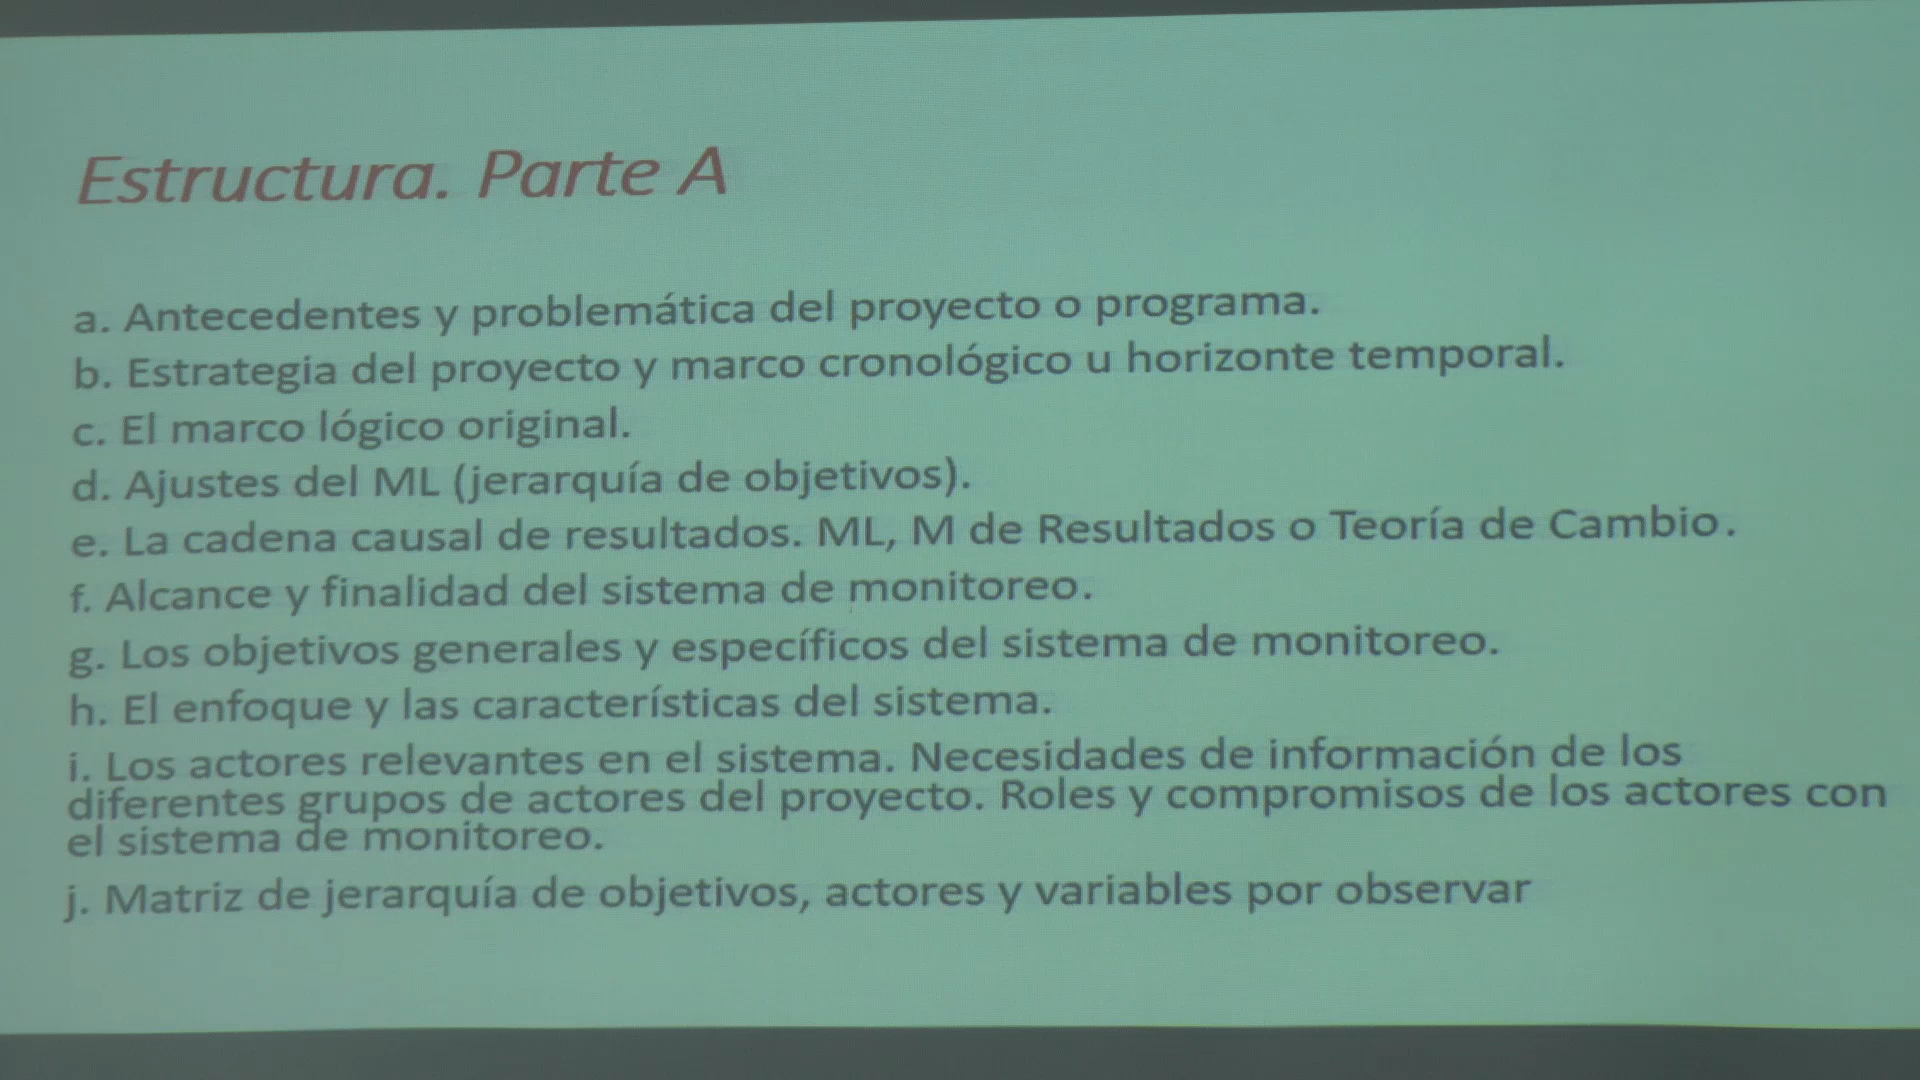 Estructura. Parte A
a. Antecedentes y problemática del proyecto o programa.
b. Estrategia del proyecto y marco cronológico u horizonte temporal.
c. El marco lógico original.
d. Ajustes del ML (jerarquía de objetivos).
e. La cadena causal de resultados. ML, M de Resultados o Teoría de Cambio.
f. Alcance y finalidad del sistema de monitoreo.
g. Los objetivos generales y específicos del sistema de monitoreo.
h. El enfoque y las características del sistema.
i. Los actores relevantes en el sistema. Necesidades de información de los
diferentes grupos de actores del proyecto. Roles y compromisos de los actores con
el sistema de monitoreo.
j. Matriz de jerarquía de objetivos, actores y variables por observar